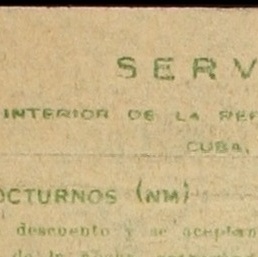 SERV
INTERIOR DE LA REP
CUBA.
OCTURNOS (NM)
descuento y se aceptan